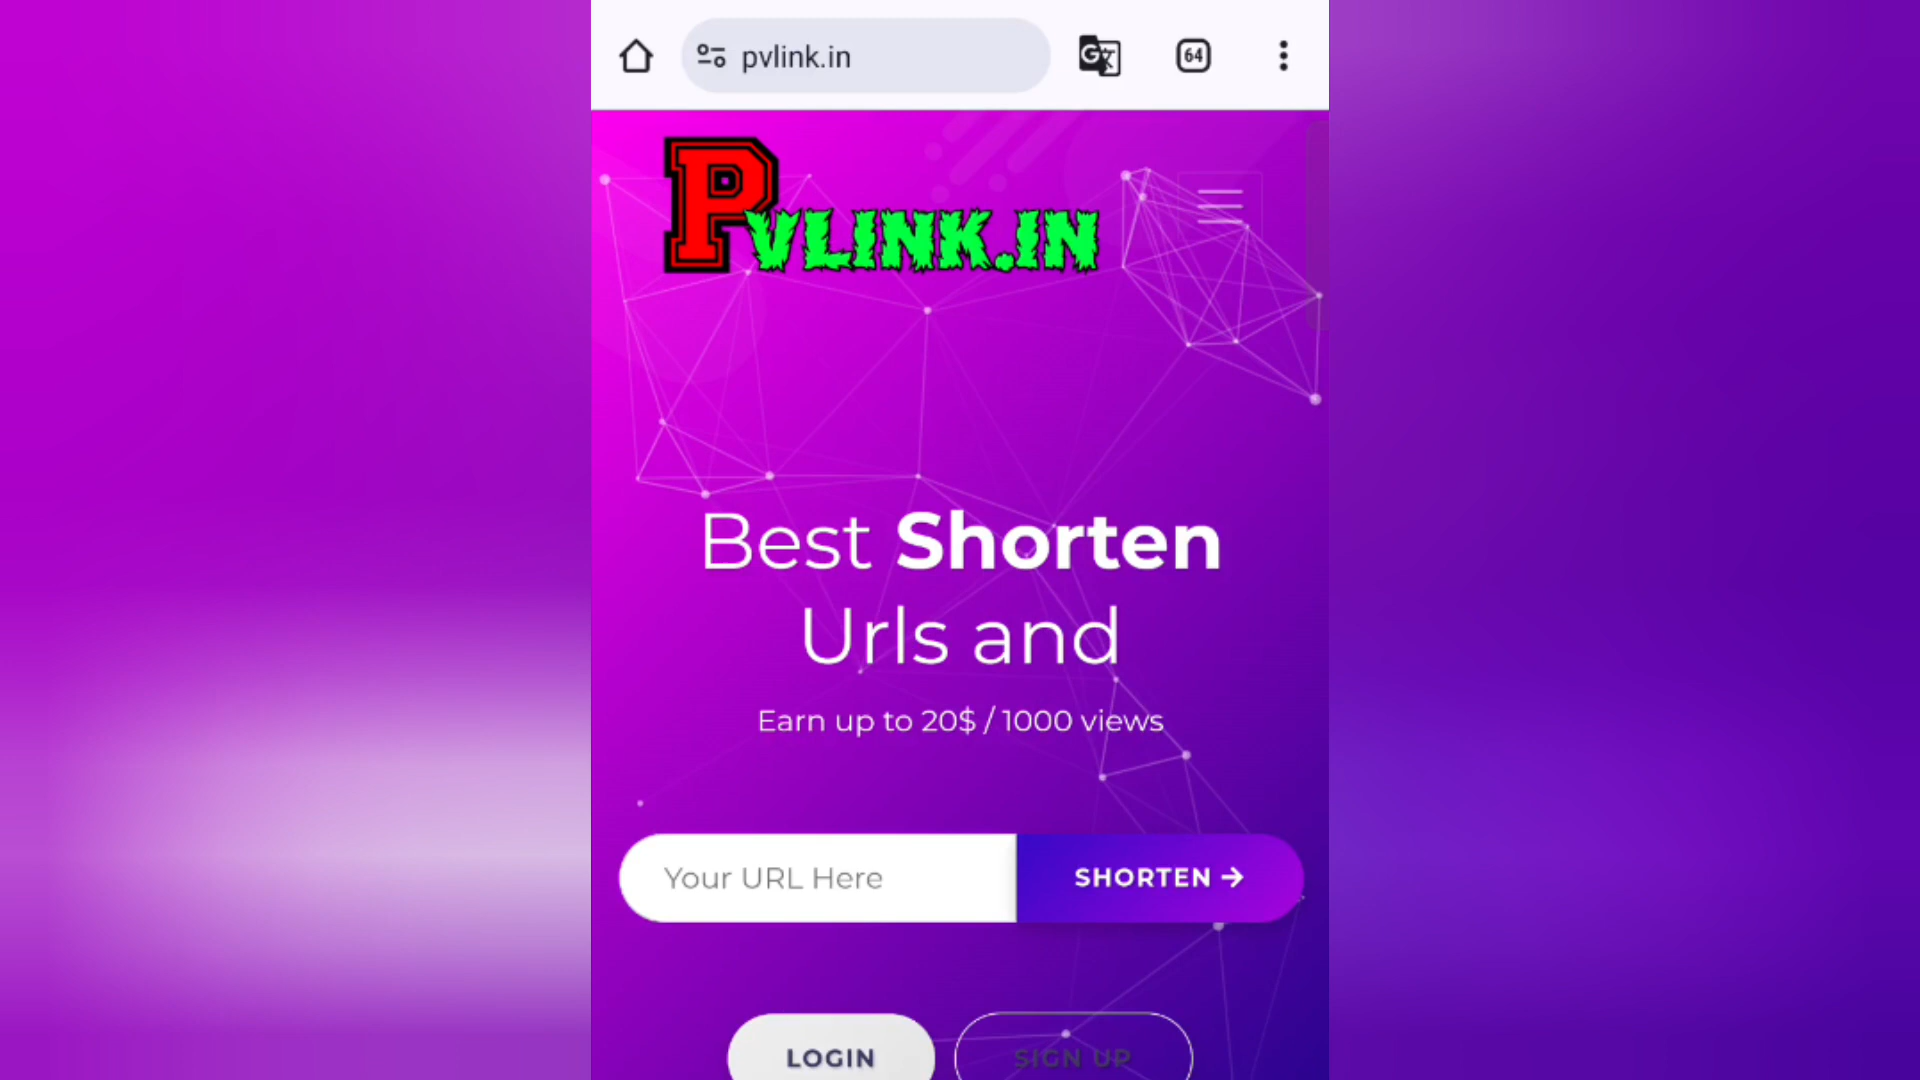 pvlink.in
64
PVLINK.IN
Best Shorten
Urls and
Earn up to 20$ / 1000 views
Your URL Here
SHORTEN →
LOGIN
SIGN UP